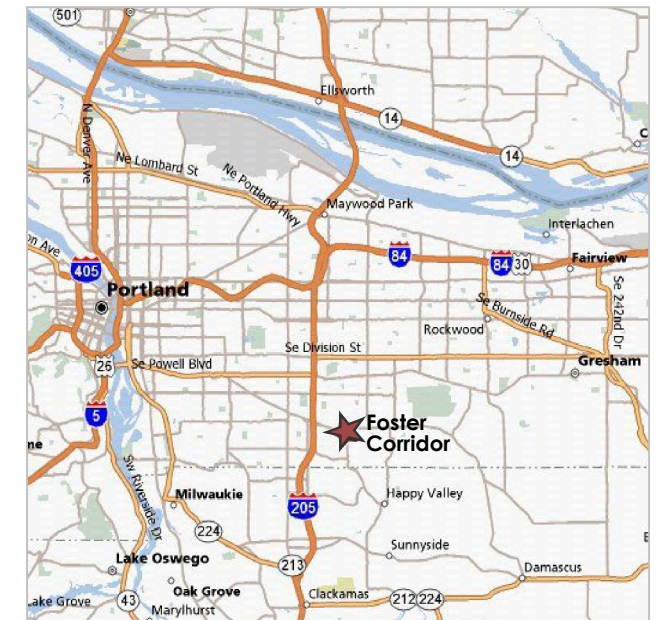 501
Ellsworth
14
14
C
N Denver Ave
Ne Lombard St
Ne Portland Hwy
Maywood Park
Interlachen
on Ave
405
84
84
30
Fairview
Portland
Se Burnside Rd
Se 242nd Dr
Rockwood
Se Division St
26
Se Powell Blvd
Gresham
5
Foster
Corridor
me
Sw Riverside Dr
Milwaukie
205
Happy Valley
224
Sunnyside
E
Lake Oswego
213
Damascus
Oak Grove
Lake Grove
43
Marylhurst
Clackamas
212
224